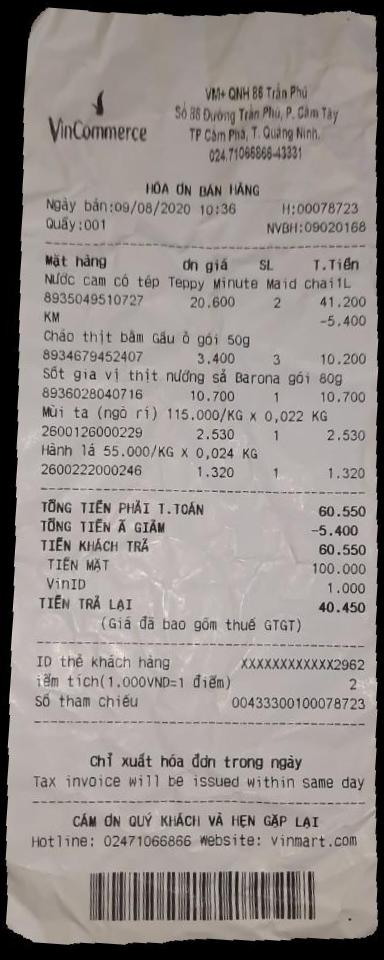 VinCommerce
VM+ QNH 86 Trần Phú
Số 86 Đường Trần Phú, P. Cẩm Tây
TP Cẩm Phả, T. Quảng Ninh.
024.71066866-43331
HÓA ƠN BÁN HÀNG
Ngày bán:09/08/2020 10:36 H:00078723
Quầy:001 NVBH:09020168
Mặt hàng ơn giá SL T.Tiền
Nước cam có tép Teppy Minute Maid chai1L
8935049510727 20.600 2 41.200
KM -5.400
Cháo thịt bằm Gấu ỏ gói 50g
8934679452407 3.400 3 10.200
Sốt gia vị thịt nướng sả Barona gói 80g
8936028040716 10.700 1 10.700
Mùi ta (ngò rí) 115.000/KG x 0,022 KG
2600126000229 2.530 1 2.530
Hành lá 55.000/KG x 0,024 KG
2600222000246 1.320 1 1.320
TỔNG TIỀN PHẢI T.TOÁN 60.550
TỔNG TIỀN Ã GIẢM -5.400
TIỀN KHÁCH TRẢ 60.550
TIỀN MẶT 100.000
VinID 1.000
TIỀN TRẢ LẠI 40.450
(Giá đã bao gồm thuế GTGT)
ID thẻ khách hàng XXXXXXXXXXXX2962
iểm tích(1.000VND=1 điểm) 2
Số tham chiếu 00433300100078723
Chỉ xuất hóa đơn trong ngày
Tax invoice will be issued within same day
CẢM ƠN QUÝ KHÁCH VÀ HẸN GẶP LẠI
Hotline: 02471066866 Website: vinmart.com